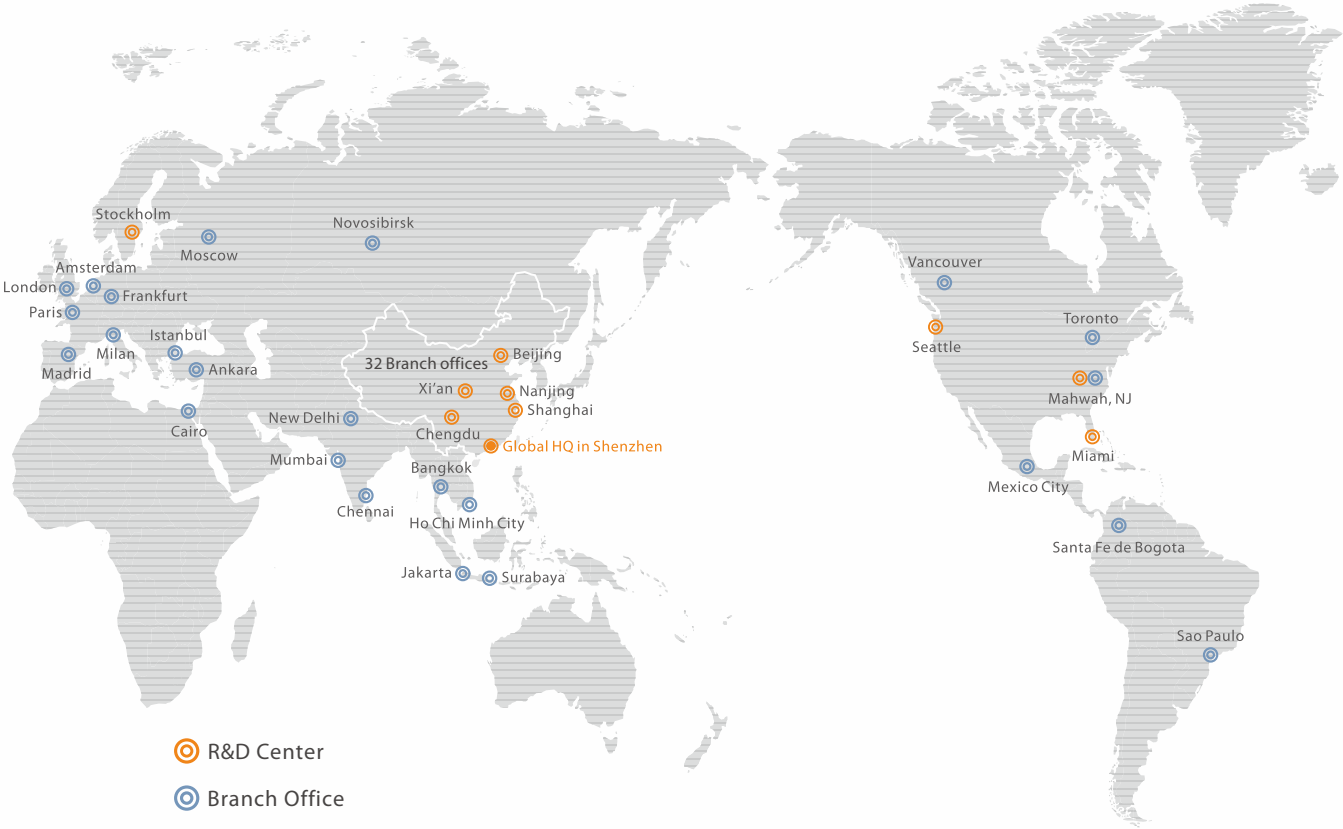 Stockholm
Novosibirsk
Moscow
Vancouver
Amsterdam
London
Frankfurt
Paris
Toronto
Istanbul
Seattle
Milan
Beijing
32 Branch offices
Madrid
Ankara
Xi'an
Nanjing
Mahwah, NJ
Shanghai
New Delhi
Cairo
Chengdu
Global HQ in Shenzhen
Miami
Mumbai
Bangkok
Mexico City
Chennai
Ho Chi Minh City
Santa Fe de Bogota
Jakarta
Surabaya
Sao Paulo
R&D Center
Branch Office